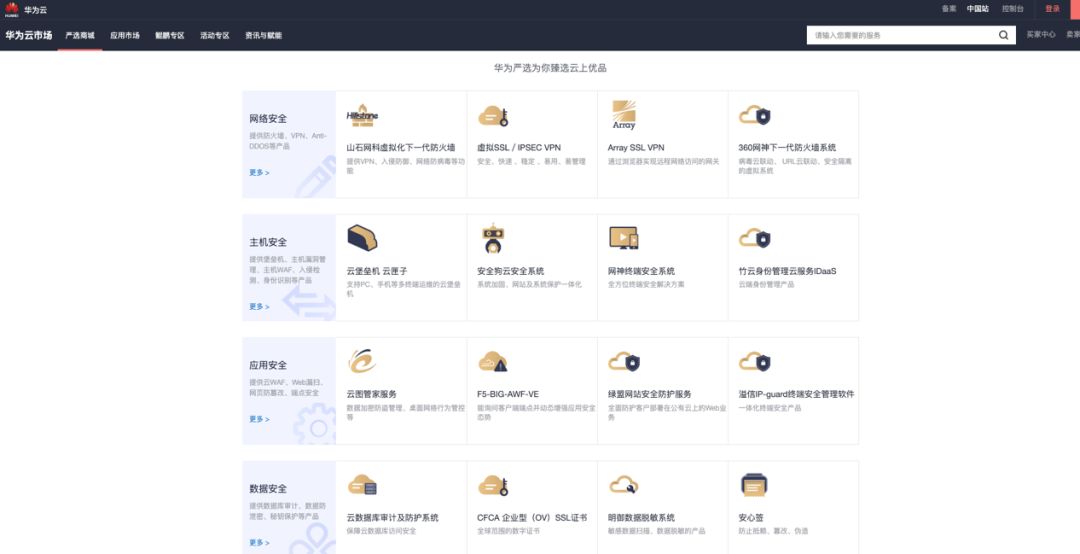 HUAWEI
华为云
备案 中国站 控制台 登录
华为云市场 严选商城 应用市场 鲲鹏专区 活动专区 资讯与赋能
请输入您需要的服务
买家中心 卖家
华为严选为你臻选云上优品
网络安全
提供防火墙、VPN、Anti-
DDOS等产品
更多 >
Hillstone
山石网科虚拟化下一代防火墙
提供VPN、入侵防御、网络防病毒等功
能
虚拟SSL / IPSEC VPN
安全、快速 、稳定 、易用、易管理
Array
Array SSL VPN
通过浏览器实现远程网络访问的网关
360网神下一代防火墙系统
病毒云联动、 URL云联动、安全隔离
的虚拟系统
主机安全
提供堡垒机、主机漏洞管
理、主机WAF、入侵检
测、身份识别等产品
更多 >
云堡垒机 云匣子
支持PC、手机等多终端运维的云堡垒
机
安全狗云安全系统
系统加固、网站及系统保护一体化
网神终端安全系统
全方位终端安全解决方案
竹云身份管理云服务IDaaS
云端身份管理产品
应用安全
提供云WAF、Web漏扫、
网页防篡改、端点安全
更多 >
云图管家服务
数据加密防盗管理、桌面网络行为管控
等
F5-BIG-AWF-VE
能询问客户端端点并动态增强应用安全
态势
绿盟网站安全防护服务
全面防护客户部署在公有云上的Web业
务
溢信IP-guard终端安全管理软件
一体化终端安全产品
数据安全
提供数据库审计、数据防
泄密、秘钥保护等产品
更多 >
云数据库审计及防护系统
保障云数据库访问安全
CFCA 企业型（OV）SSL证书
全球范围的数字证书
明御数据脱敏系统
敏感数据扫描、数据脱敏的产品
安心签
防止抵赖、篡改、伪造